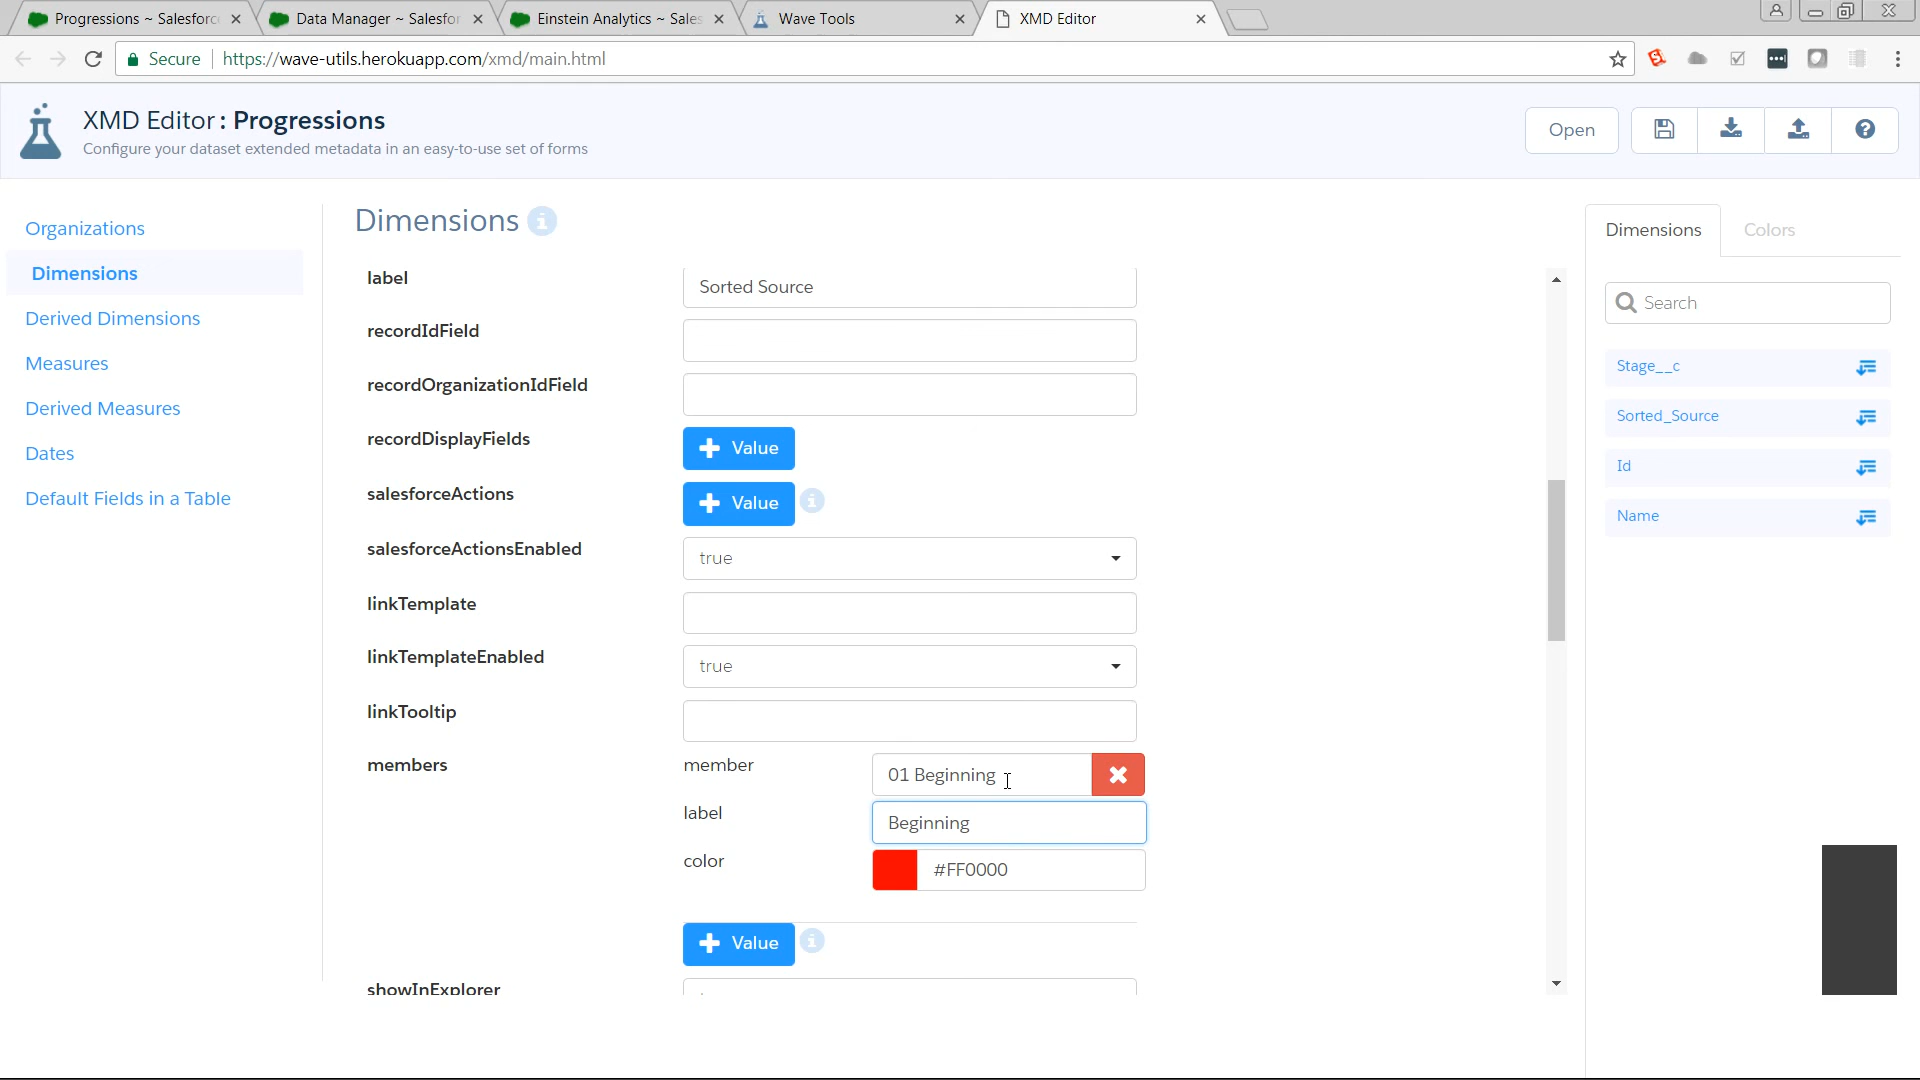 Progressions ~ Salesforc
Data Manager ~ Salesfor
Einstein Analytics ~ Sales
Wave Tools
XMD Editor
Secure
https://wave-utils.herokuapp.com/xmd/main.html
XMD Editor : Progressions
Configure your dataset extended metadata in an easy-to-use set of forms
Open
Organizations
Dimensions
Derived Dimensions
Measures
Derived Measures
Dates
Default Fields in a Table
Dimensions
label
Sorted Source
recordIdField
recordOrganizationIdField
recordDisplayFields
Value
salesforceActions
Value
salesforceActionsEnabled
true
linkTemplate
linkTemplateEnabled
true
linkTooltip
members
member
01 Beginning
label
Beginning
color
#FF0000
Value
showInExplorer
Dimensions
Colors
Search
Stage__c
Sorted_Source
Id
Name